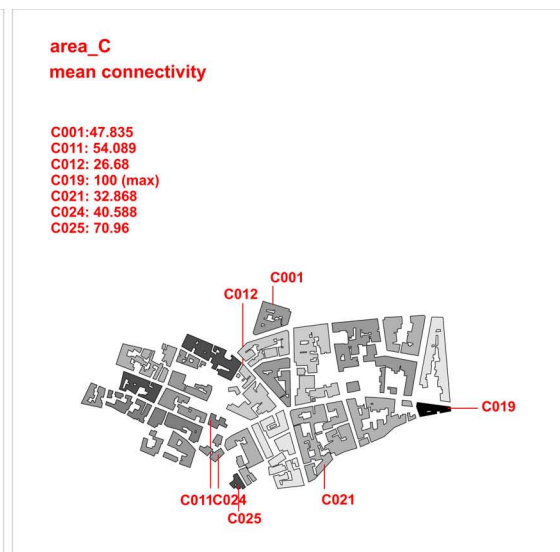 area_C
mean connectivity
C001:47.835
C011: 54.089
C012: 26.68
C019: 100 (max)
C021: 32.868
C024: 40.588
C025: 70.96
C001
C012
C019
C011C024
C021
C025